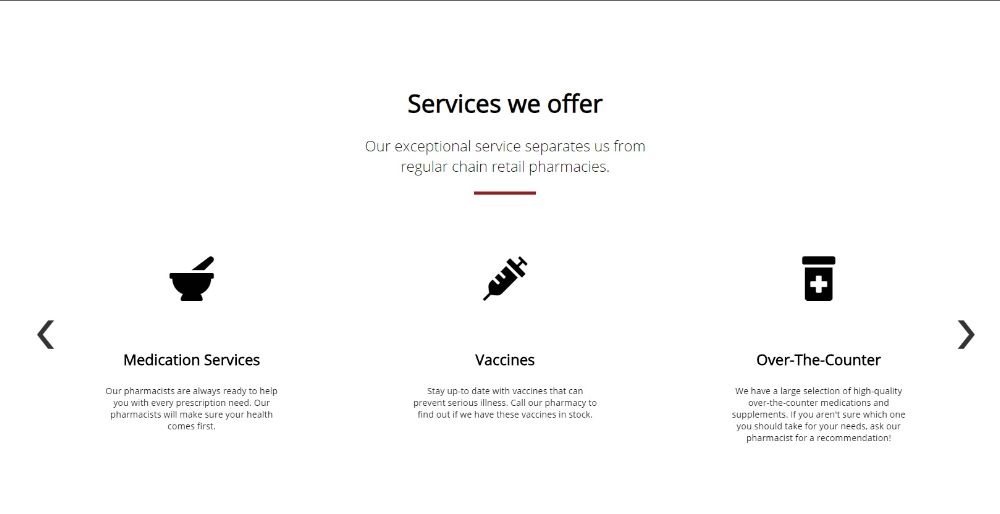 Services we offer
Our exceptional service separates us from
regular chain retail pharmacies.
Medication Services
Our pharmacists are always ready to help
you with every prescription need. Our
pharmacists will make sure your health
comes first.
Vaccines
Stay up-to date with vaccines that can
prevent serious illness. Call our pharmacy to
find out if we have these vaccines in stock.
Over-The-Counter
We have a large selection of high-quality
over-the-counter medications and
supplements. If you aren't sure which one
you should take for your needs, ask our
pharmacist for a recommendation!